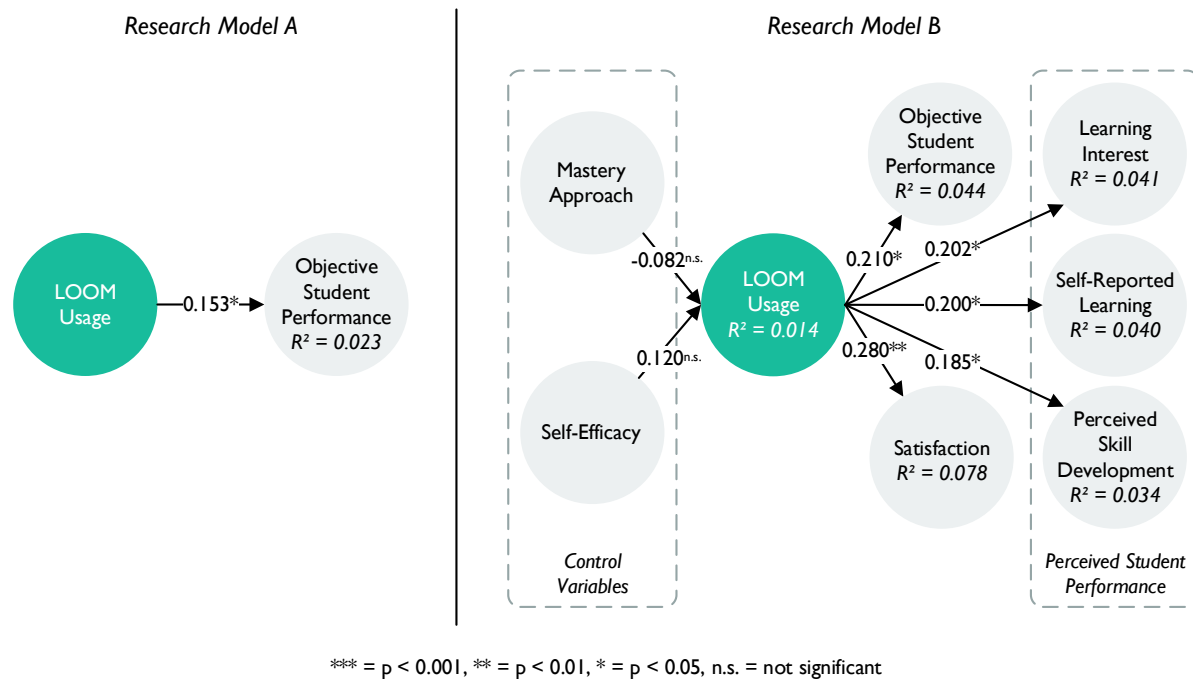 Research Model A
LOOM
Usage
0.153*
Objective
Student
Performance
R² = 0.023
Research Model B
Mastery
Approach
Self-Efficacy
Control
Variables
-0.082n.s.
0.120n.s.
LOOM
Usage
R² = 0.014
0.210*
0.202*
0.200*
0.185*
0.280**
Objective
Student
Performance
R² = 0.044
Satisfaction
R² = 0.078
Learning
Interest
R² = 0.041
Self-Reported
Learning
R² = 0.040
Perceived
Skill
Development
R² = 0.034
Perceived Student
Performance
*** = p < 0.001, ** = p < 0.01, * = p < 0.05, n.s. = not significant